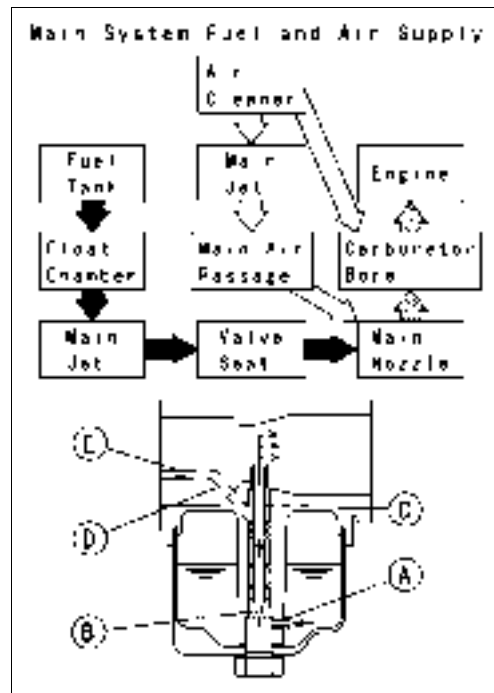 Main System Fuel and Air Supply
Air
Cleaner
Fuel
Tank
Main
Jet
Engine
Float
Chamber
Main Air
Passage
Carburetor
Bore
Main
Jet
Valve
Seat
Main
Nozzle
E
C
D
A
B